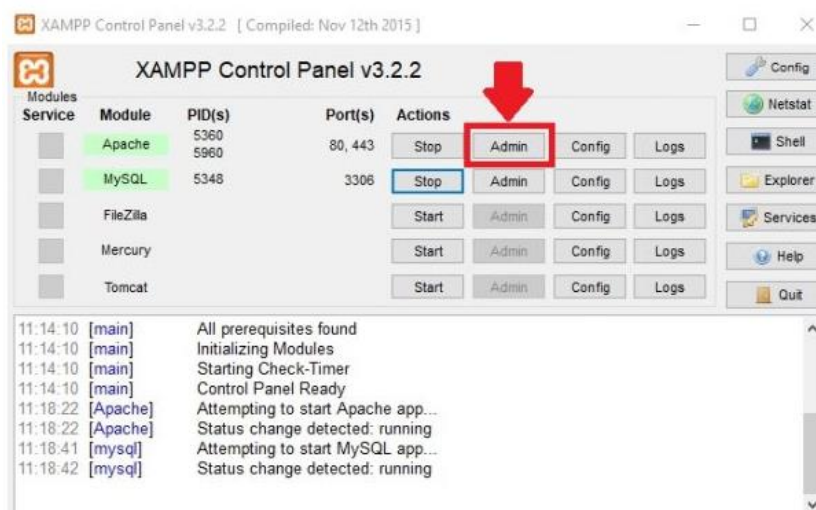 XAMPP Control Panel v3.2.2 [ Compiled: Nov 12th 2015 ]
XAMPP Control Panel v3.2.2
Config
Modules
Service Module PID(s) Port(s) Actions
Netstat
Apache 5360 5960 80, 443 Stop Admin Config Logs
Shell
MySQL 5348 3306 Stop Admin Config Logs
Explorer
FileZilla Start Admin Config Logs
Services
Mercury Start Admin Config Logs
Help
Tomcat Start Admin Config Logs
Quit
11:14:10 [main] All prerequisites found
11:14:10 [main] Initializing Modules
11:14:10 [main] Starting Check-Timer
11:14:10 [main] Control Panel Ready
11:18:22 [Apache] Attempting to start Apache app...
11:18:22 [Apache] Status change detected: running
11:18:41 [mysql] Attempting to start MySQL app...
11:18:42 [mysql] Status change detected: running